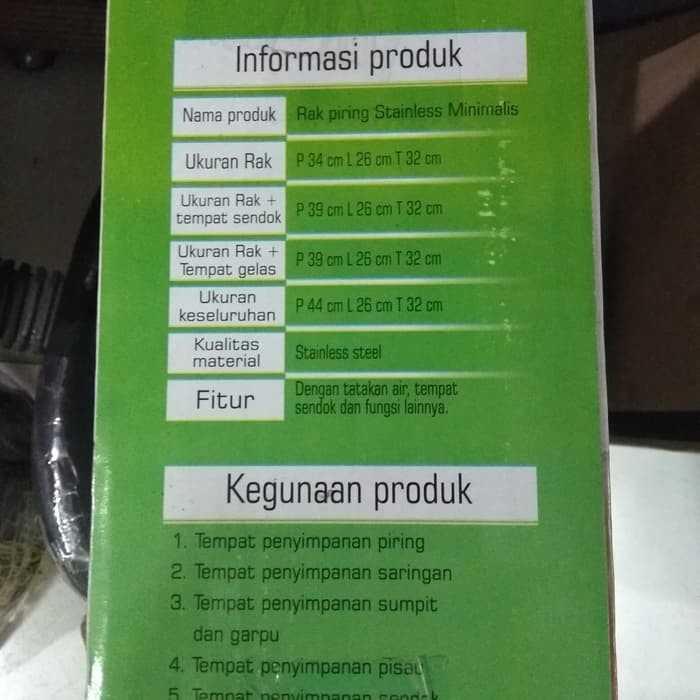 Informasi produk
Nama produk Rak piring Stainless Minimalis
Ukuran Rak P 34 cm L 26 cm T 32 cm
Ukuran Rak +
tempat sendok P 39 cm L 26 cm T 32 cm
Ukuran Rak +
Tempat gelas P 39 cm L 26 cm T 32 cm
Ukuran
keseluruhan P 44 cm L 26 cm T 32 cm
Kualitas
material Stainless steel
Fitur Dengan tatakan air, tempat
sendok dan fungsi lainnya.
Kegunaan produk
1. Tempat penyimpanan piring
2. Tempat penyimpanan saringan
3. Tempat penyimpanan sumpit
dan garpu
4. Tempat penyimpanan pisau
5. Tempat penyimpanan sendok